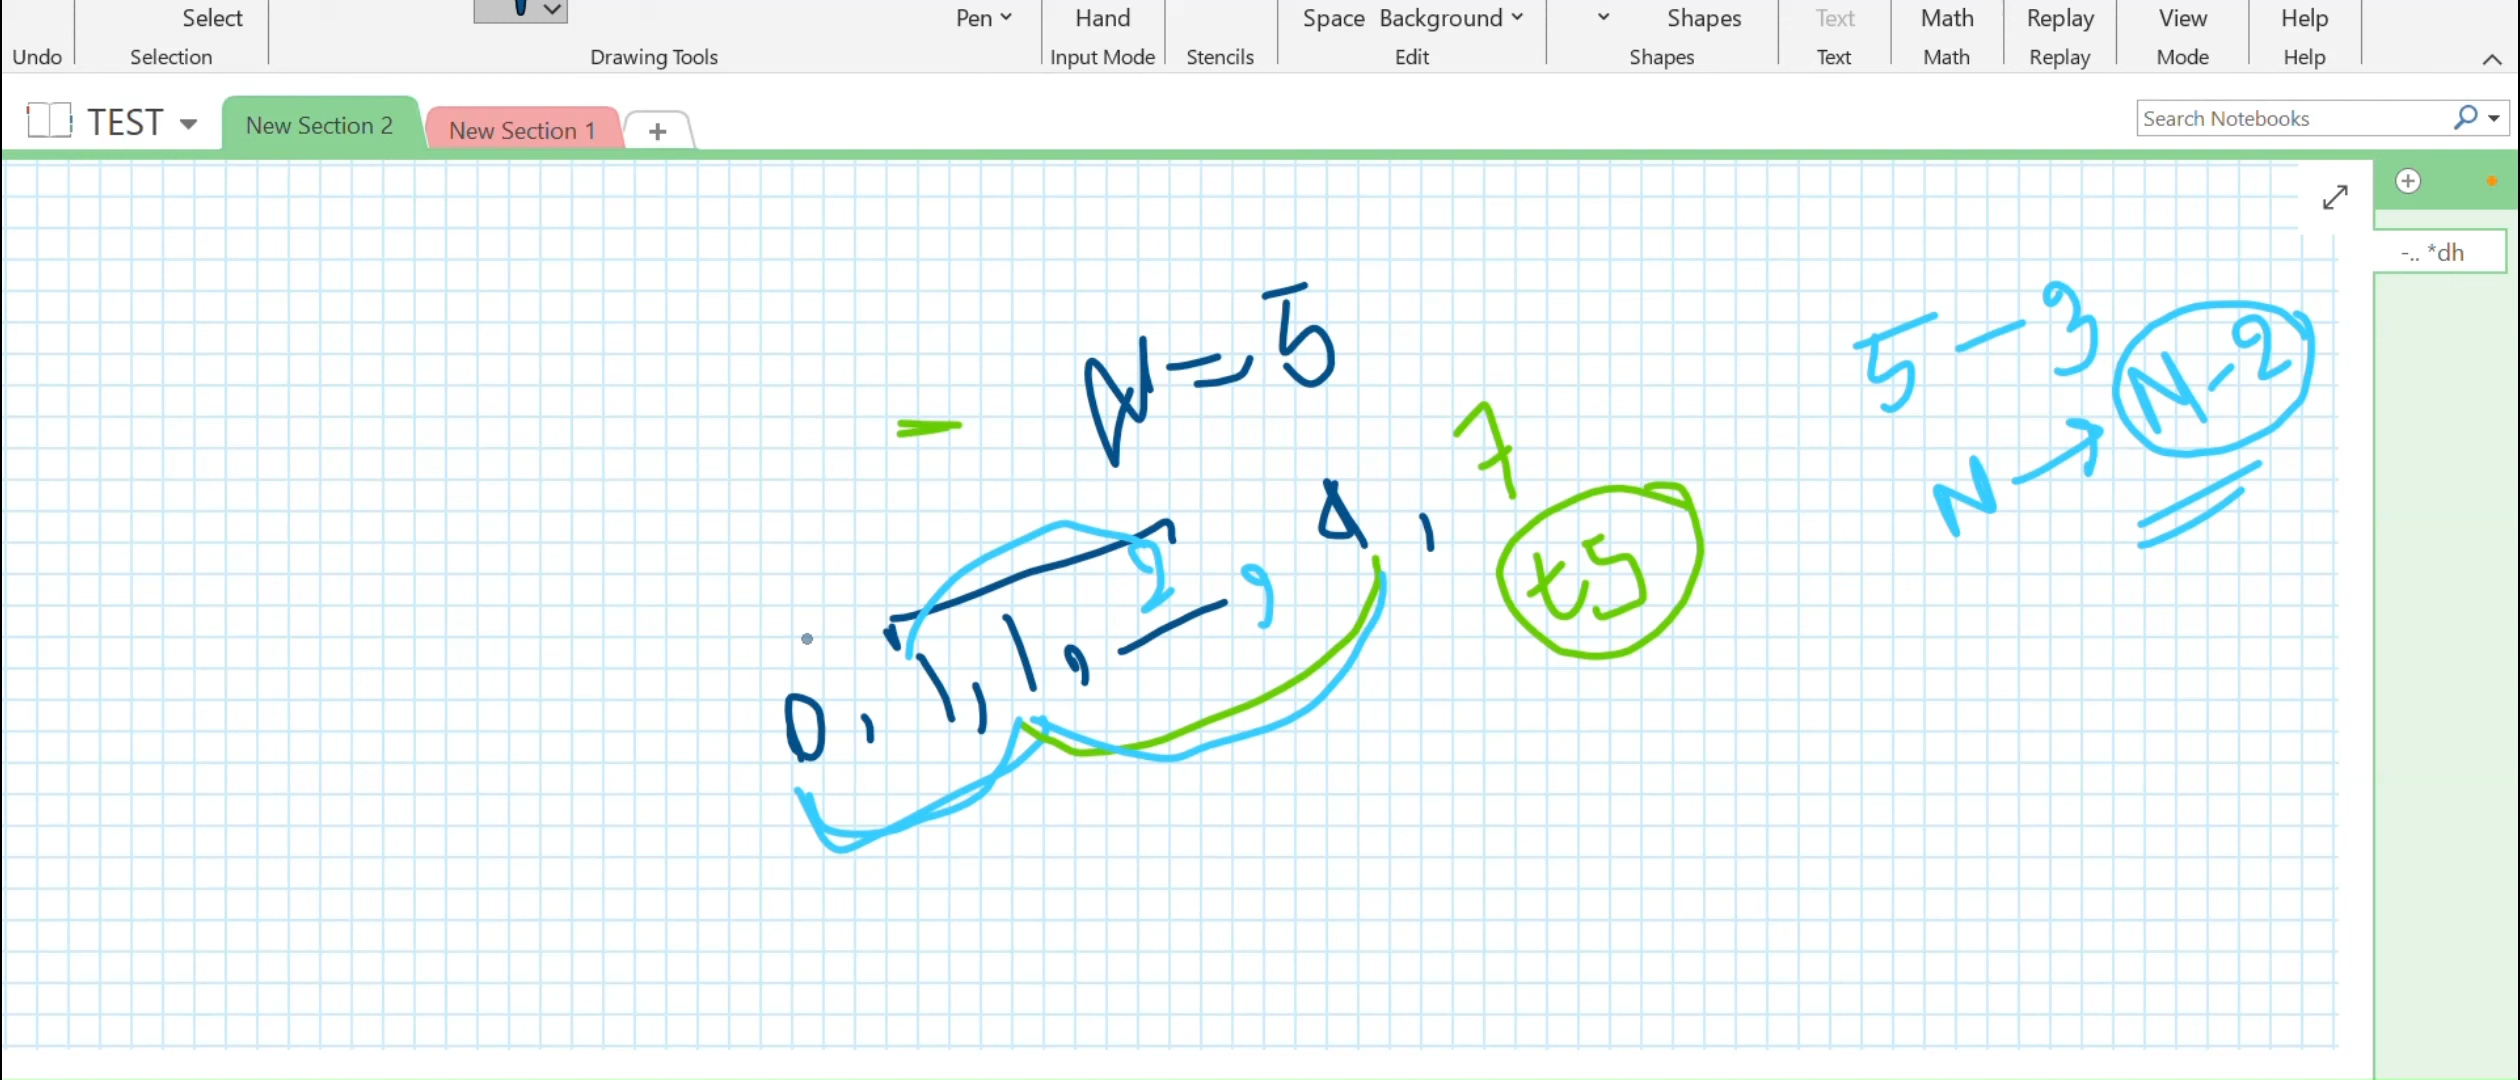 Select Pen Hand Space Background Shapes Text Math Replay View Help
Undo Selection Drawing Tools Input Mode Stencils Edit Shapes Text Math Replay Mode Help
TEST New Section 2 New Section 1 + Search Notebooks
-.. *dh
N = 5
5 - 3
N → N-2
0, 1, 1, 2, 4,
7
t5